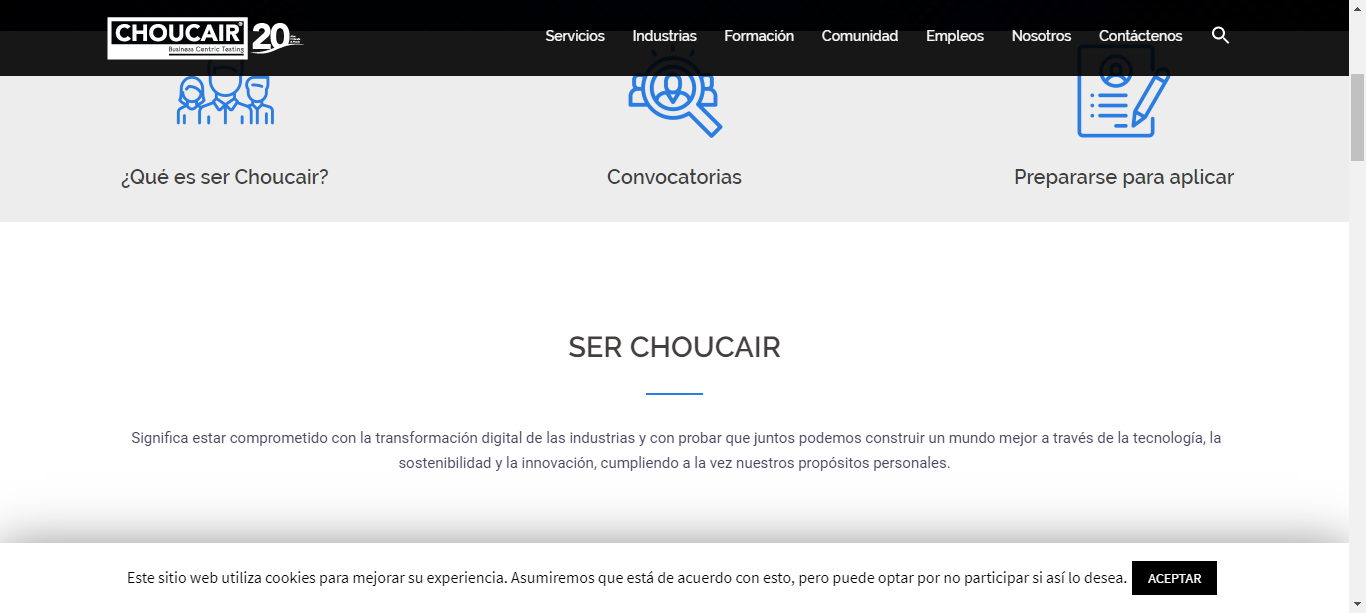 CHOUCAIR
Business Centric Testing
20
Servicios Industrias Formación Comunidad Empleos Nosotros Contáctenos
¿Qué es ser Choucair? Convocatorias Prepararse para aplicar
SER CHOUCAIR
Significa estar comprometido con la transformación digital de las industrias y con probar que juntos podemos construir un mundo mejor a través de la tecnología, la
sostenibilidad y la innovación, cumpliendo a la vez nuestros propósitos personales.
Este sitio web utiliza cookies para mejorar su experiencia. Asumiremos que está de acuerdo con esto, pero puede optar por no participar si así lo desea. ACEPTAR